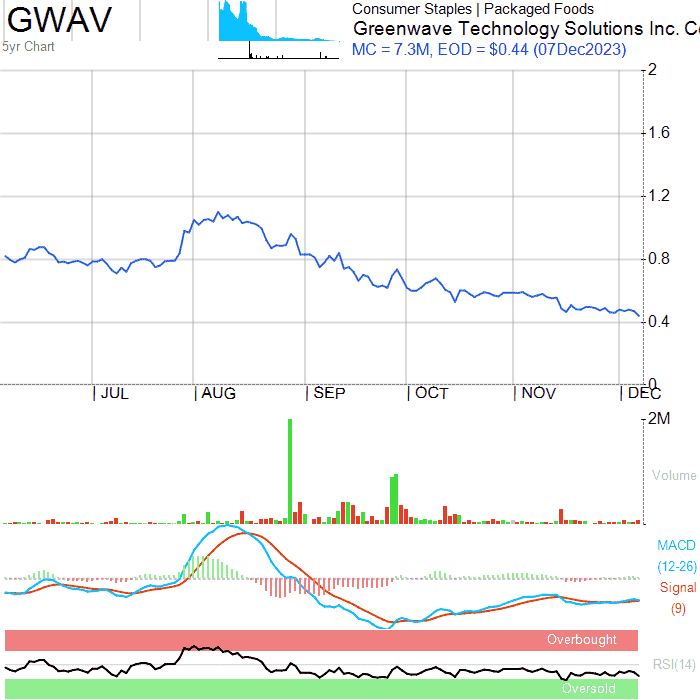 GWAV
5yr Chart
Consumer Staples | Packaged Foods
Greenwave Technology Solutions Inc. Co
MC = 7.3M, EOD = $0.44 (07Dec2023)
2
1.6
1.2
0.8
0.4
0
JUL AUG SEP OCT NOV DEC
2M
Volume
MACD
(12-26)
Signal
(9)
Overbought
RSI(14)
Oversold